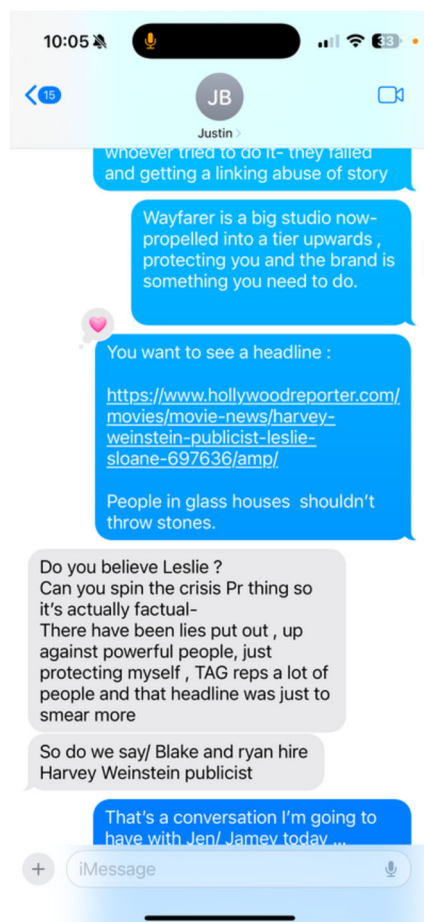 10:05
33
15
JB
Justin
whoever tried to do it- they failed
and getting a linking abuse of story
Wayfarer is a big studio now-
propelled into a tier upwards ,
protecting you and the brand is
something you need to do.
You want to see a headline :
https://www.hollywoodreporter.com/
movies/movie-news/harvey-
weinstein-publicist-leslie-
sloane-697636/amp/
People in glass houses shouldn't
throw stones.
Do you believe Leslie ?
Can you spin the crisis Pr thing so
it's actually factual-
There have been lies put out , up
against powerful people, just
protecting myself , TAG reps a lot of
people and that headline was just to
smear more
So do we say/ Blake and ryan hire
Harvey Weinstein publicist
That's a conversation I'm going to
have with Jen/ Jamey today ...
iMessage